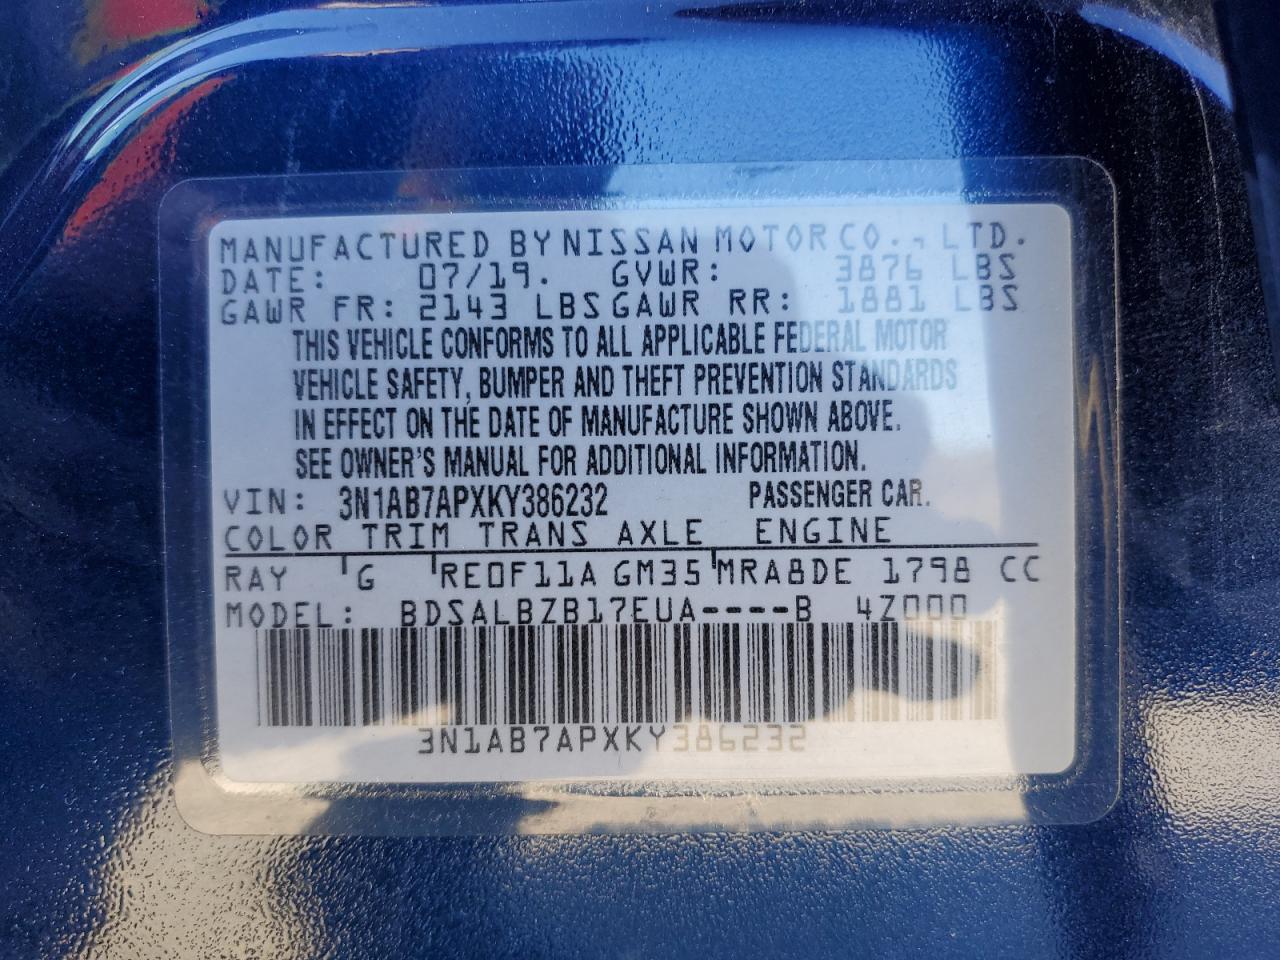 MANUFACTURED BY NISSAN MOTOR CO., LTD.
DATE: 07/19. GVWR: 3876 LBS
GAWR FR: 2143 LBS GAWR RR: 1881 LBS
THIS VEHICLE CONFORMS TO ALL APPLICABLE FEDERAL MOTOR
VEHICLE SAFETY, BUMPER AND THEFT PREVENTION STANDARDS
IN EFFECT ON THE DATE OF MANUFACTURE SHOWN ABOVE.
SEE OWNER'S MANUAL FOR ADDITIONAL INFORMATION.
VIN: 3N1AB7APXKY386232 PASSENGER CAR.
COLOR TRIM TRANS AXLE ENGINE
RAY G RE0F11A GM35 MRA8DE 1798 CC
MODEL: BDSALBZB17EUA----B 4Z000
3N1AB7APXKY386232